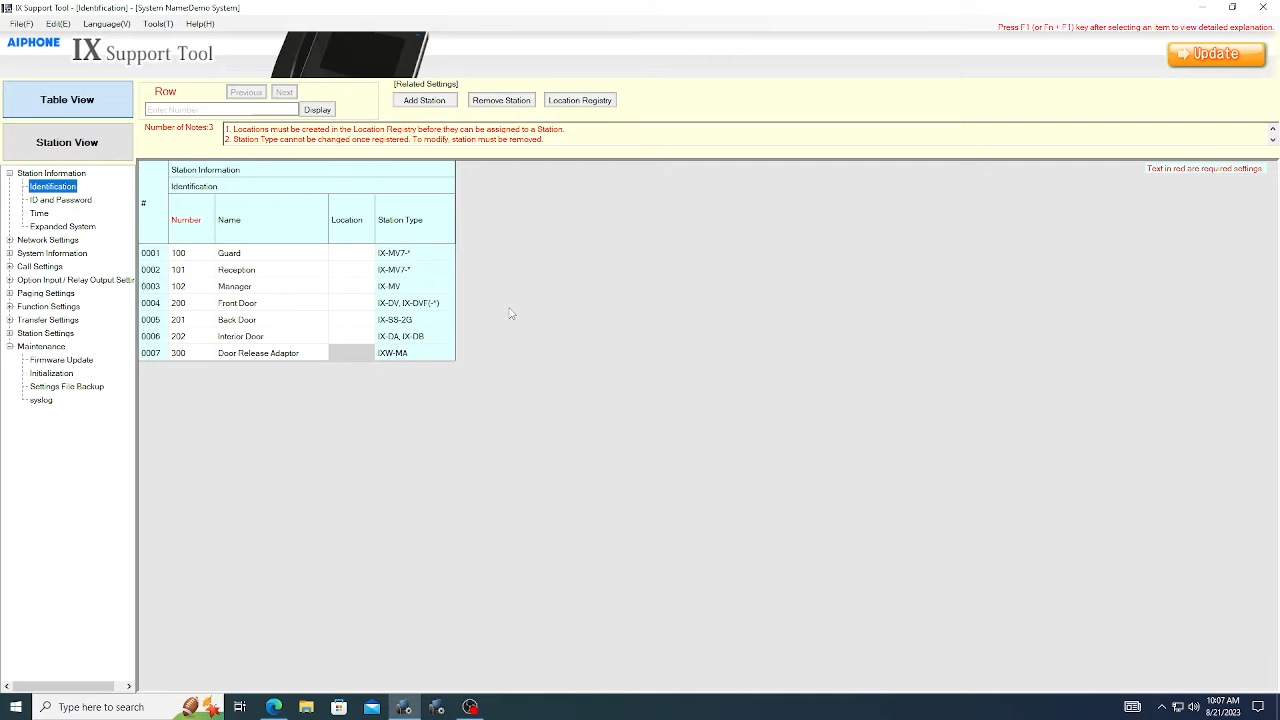 IX Support Tool - [Identification] - [System NameDemo System]
File(F) Edit(E) Language(V) Tools(T) Help(H)
Press F1 (or Fn + F1) key after selecting an item to view detailed explanation.
AIPHONE IX Support Tool
Update
Table View
Station View
Row Previous Next
Enter Number Display
[Related Settings]
Add Station Remove Station Location Registry
Number of Notes:3
1. Locations must be created in the Location Registry before they can be assigned to a Station.
2. Station Type cannot be changed once registered. To modify, station must be removed.
Text in red are required settings.
Station Information
Identification
ID and Password
Time
Expanded System
Network Settings
System Information
Call Settings
Option Input / Relay Output Setti
Paging Settings
Function Settings
Transfer Settings
Station Settings
Maintenance
Firmware Update
Initialization
Settings File Backup
syslog
Station Information
Identification
# Number Name Location Station Type
0001 100 Guard IX-MV7-*
0002 101 Reception IX-MV7-*
0003 102 Manager IX-MV
0004 200 Front Door IX-DV, IX-DVF(-*)
0005 201 Back Door IX-SS-2G
0006 202 Interior Door IX-DA, IX-DB
0007 300 Door Release Adaptor IXW-MA
Type here to search
10:07 AM
8/21/2023